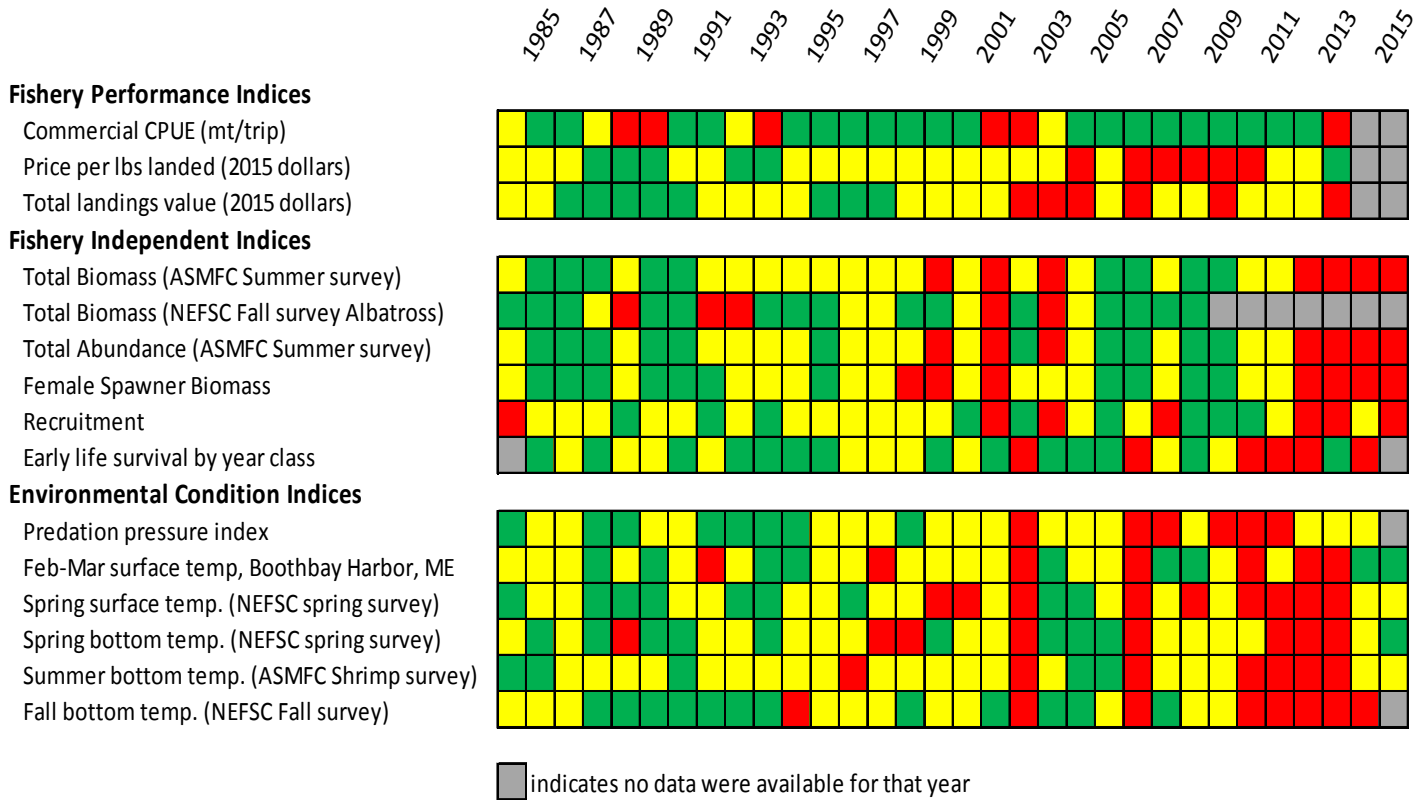 1985 1987 1989 1991 1993 1995 1997 1999 2001 2003 2005 2007 2009 2011 2013 2015
Fishery Performance Indices
Commercial CPUE (mt/trip)
Price per lbs landed (2015 dollars)
Total landings value (2015 dollars)
Fishery Independent Indices
Total Biomass (ASMFC Summer survey)
Total Biomass (NEFSC Fall survey Albatross)
Total Abundance (ASMFC Summer survey)
Female Spawner Biomass
Recruitment
Early life survival by year class
Environmental Condition Indices
Predation pressure index
Feb-Mar surface temp, Boothbay Harbor, ME
Spring surface temp. (NEFSC spring survey)
Spring bottom temp. (NEFSC spring survey)
Summer bottom temp. (ASMFC Shrimp survey)
Fall bottom temp. (NEFSC Fall survey)
indicates no data were available for that year